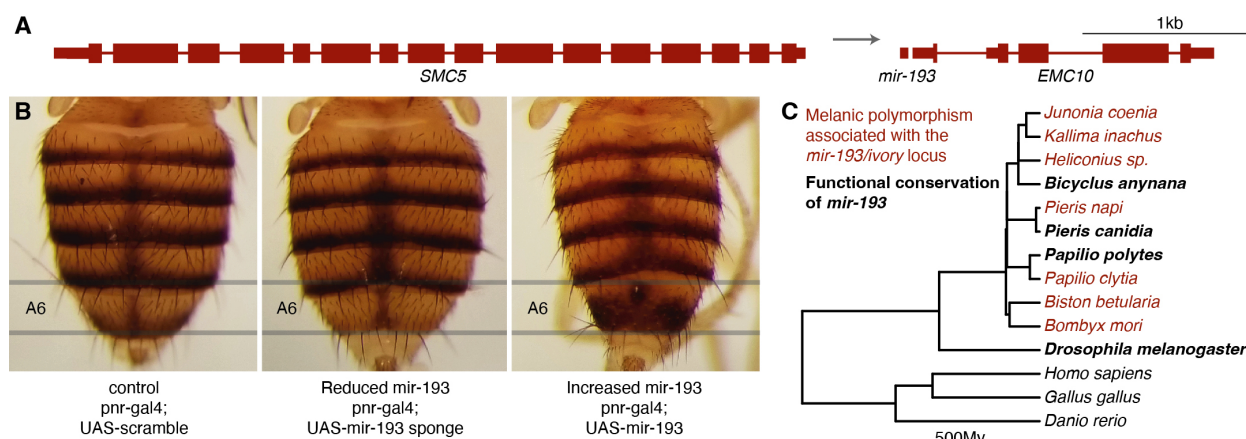 A
1kb
SMC5
mir-193
EMC10
B
A6
A6
A6
control
pnr-gal4;
UAS-scramble
Reduced mir-193
pnr-gal4;
UAS-mir-193 sponge
Increased mir-193
pnr-gal4;
UAS-mir-193
C
Melanic polymorphism
associated with the
mir-193/ivory locus
Functional conservation
of mir-193
Junonia coenia
Kallima inachus
Heliconius sp.
Bicyclus anynana
Pieris napi
Pieris canidia
Papilio polytes
Papilio clytia
Biston betularia
Bombyx mori
Drosophila melanogaster
Homo sapiens
Gallus gallus
Danio rerio
500My